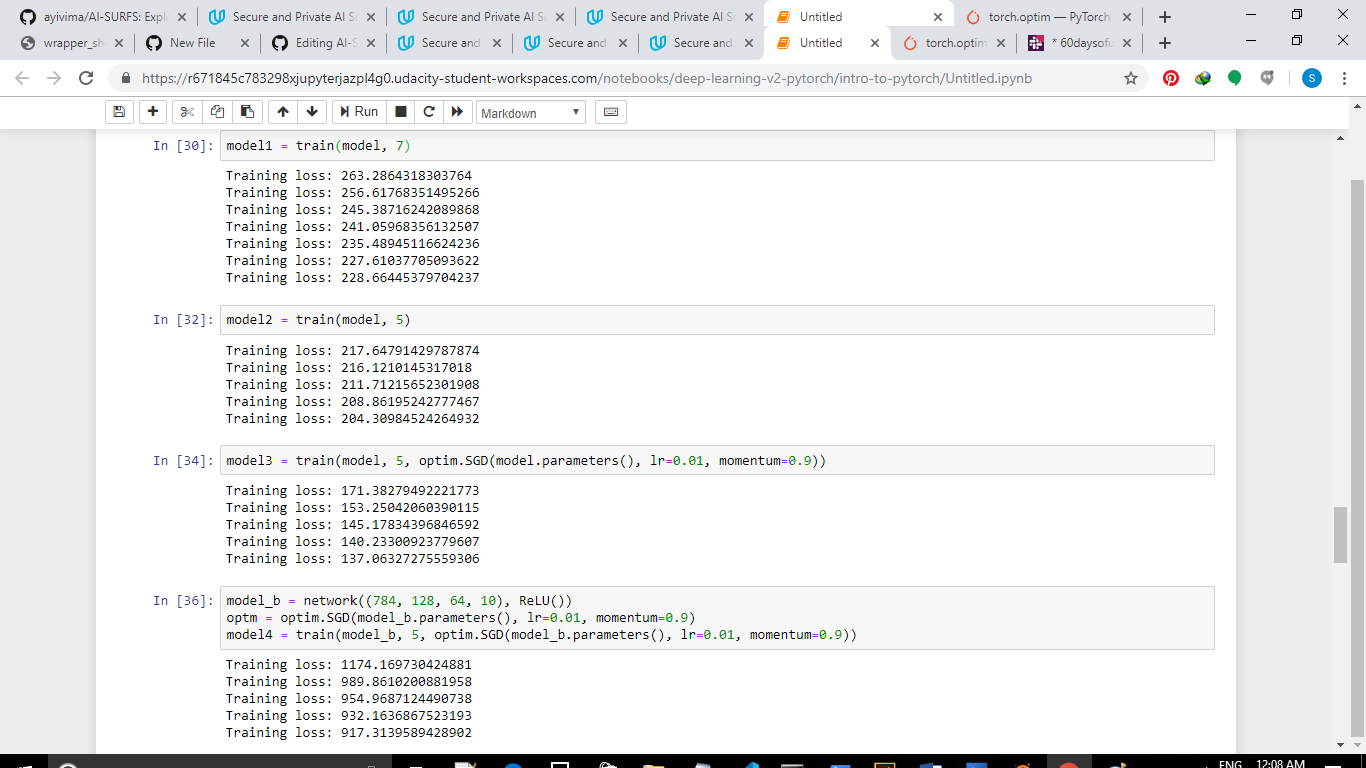 ayivima/AI-SURFS: Explo
Secure and Private AI Sc
Secure and Private AI Sc
Secure and Private AI Sc
Untitled
torch.optim — PyTorch
wrapper_sh
New File
Editing AI-S
Secure and
Secure and
Secure and
Untitled
torch.optim
* 60daysofu
https://r671845c783298xjupyterjazpl4g0.udacity-student-workspaces.com/notebooks/deep-learning-v2-pytorch/intro-to-pytorch/Untitled.ipynb
S
Run
Markdown
In [30]: model1 = train(model, 7)
Training loss: 263.2864318303764
Training loss: 256.61768351495266
Training loss: 245.38716242089868
Training loss: 241.05968356132507
Training loss: 235.48945116624236
Training loss: 227.61037705093622
Training loss: 228.66445379704237
In [32]: model2 = train(model, 5)
Training loss: 217.64791429787874
Training loss: 216.1210145317018
Training loss: 211.71215652301908
Training loss: 208.86195242777467
Training loss: 204.30984524264932
In [34]: model3 = train(model, 5, optim.SGD(model.parameters(), lr=0.01, momentum=0.9))
Training loss: 171.38279492221773
Training loss: 153.25042060390115
Training loss: 145.17834396846592
Training loss: 140.23300923779607
Training loss: 137.06327275559306
In [36]: model_b = network((784, 128, 64, 10), ReLU())
optm = optim.SGD(model_b.parameters(), lr=0.01, momentum=0.9)
model4 = train(model_b, 5, optim.SGD(model_b.parameters(), lr=0.01, momentum=0.9))
Training loss: 1174.169730424881
Training loss: 989.8610200881958
Training loss: 954.9687124490738
Training loss: 932.1636867523193
Training loss: 917.3139589428902
ENG 12:08 AM